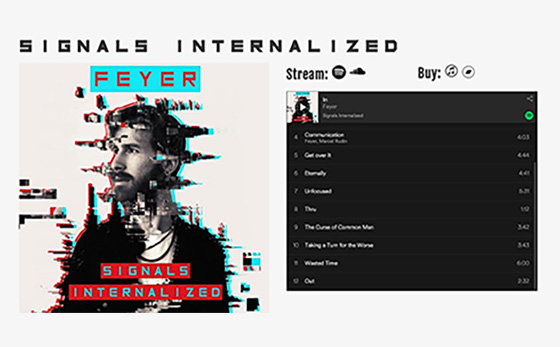 SIGNALS INTERNALIZED
FEYER
SIGNALS
INTERNALIZED
Stream:
Buy:
In
Feyer
Signals Internalized
4 Communication 4:03
Feyer, Marcel Rudin
5 Get over It 4:44
6 Eternally 4:41
7 Unfocused 5:31
8 Thru 1:12
9 The Curse of Common Man 3:42
10 Taking a Turn for the Worse 3:43
11 Wasted Time 6:00
12 Out 2:32